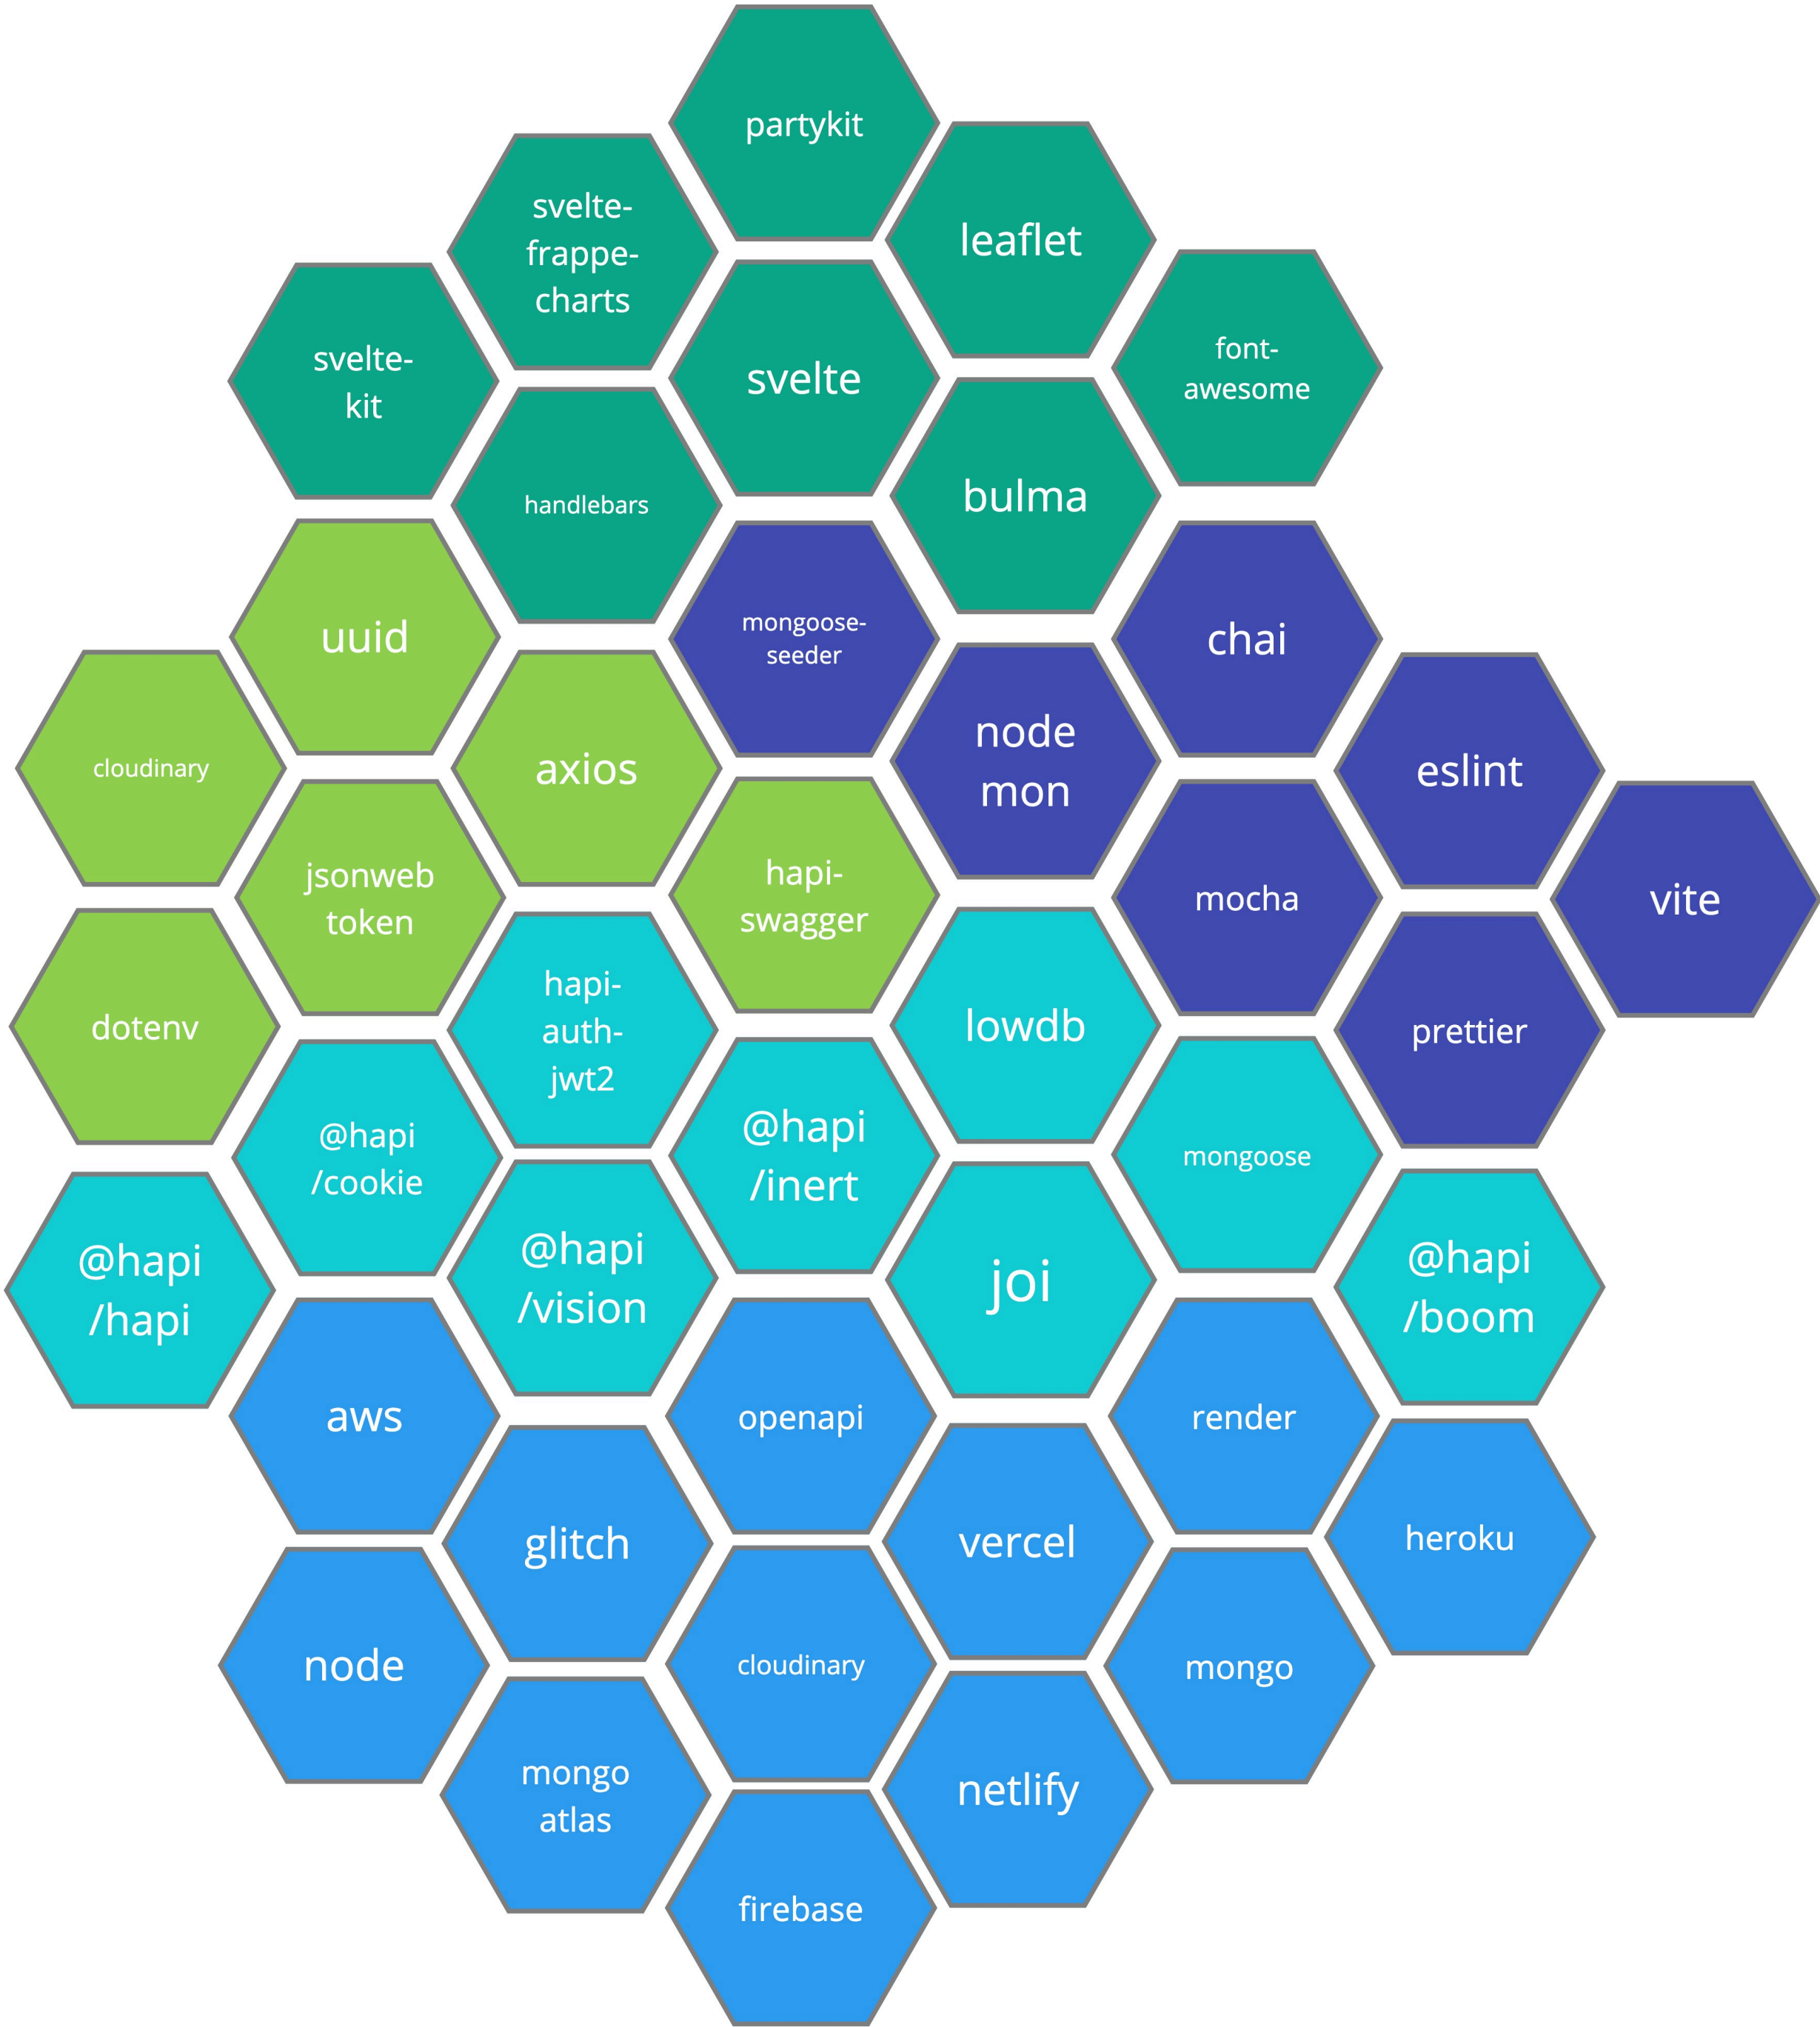 partykit
svelte-
frappe-
charts
leaflet
svelte-
kit
svelte
font-
awesome
handlebars
bulma
uuid
mongoose-
seeder
chai
cloudinary
axios
node
mon
eslint
jsonweb
token
hapi-
swagger
mocha
vite
dotenv
hapi-
auth-
jwt2
lowdb
prettier
@hapi
/cookie
@hapi
/inert
mongoose
@hapi
/hapi
@hapi
/vision
joi
@hapi
/boom
aws
openapi
render
glitch
vercel
heroku
node
cloudinary
mongo
mongo
atlas
netlify
firebase